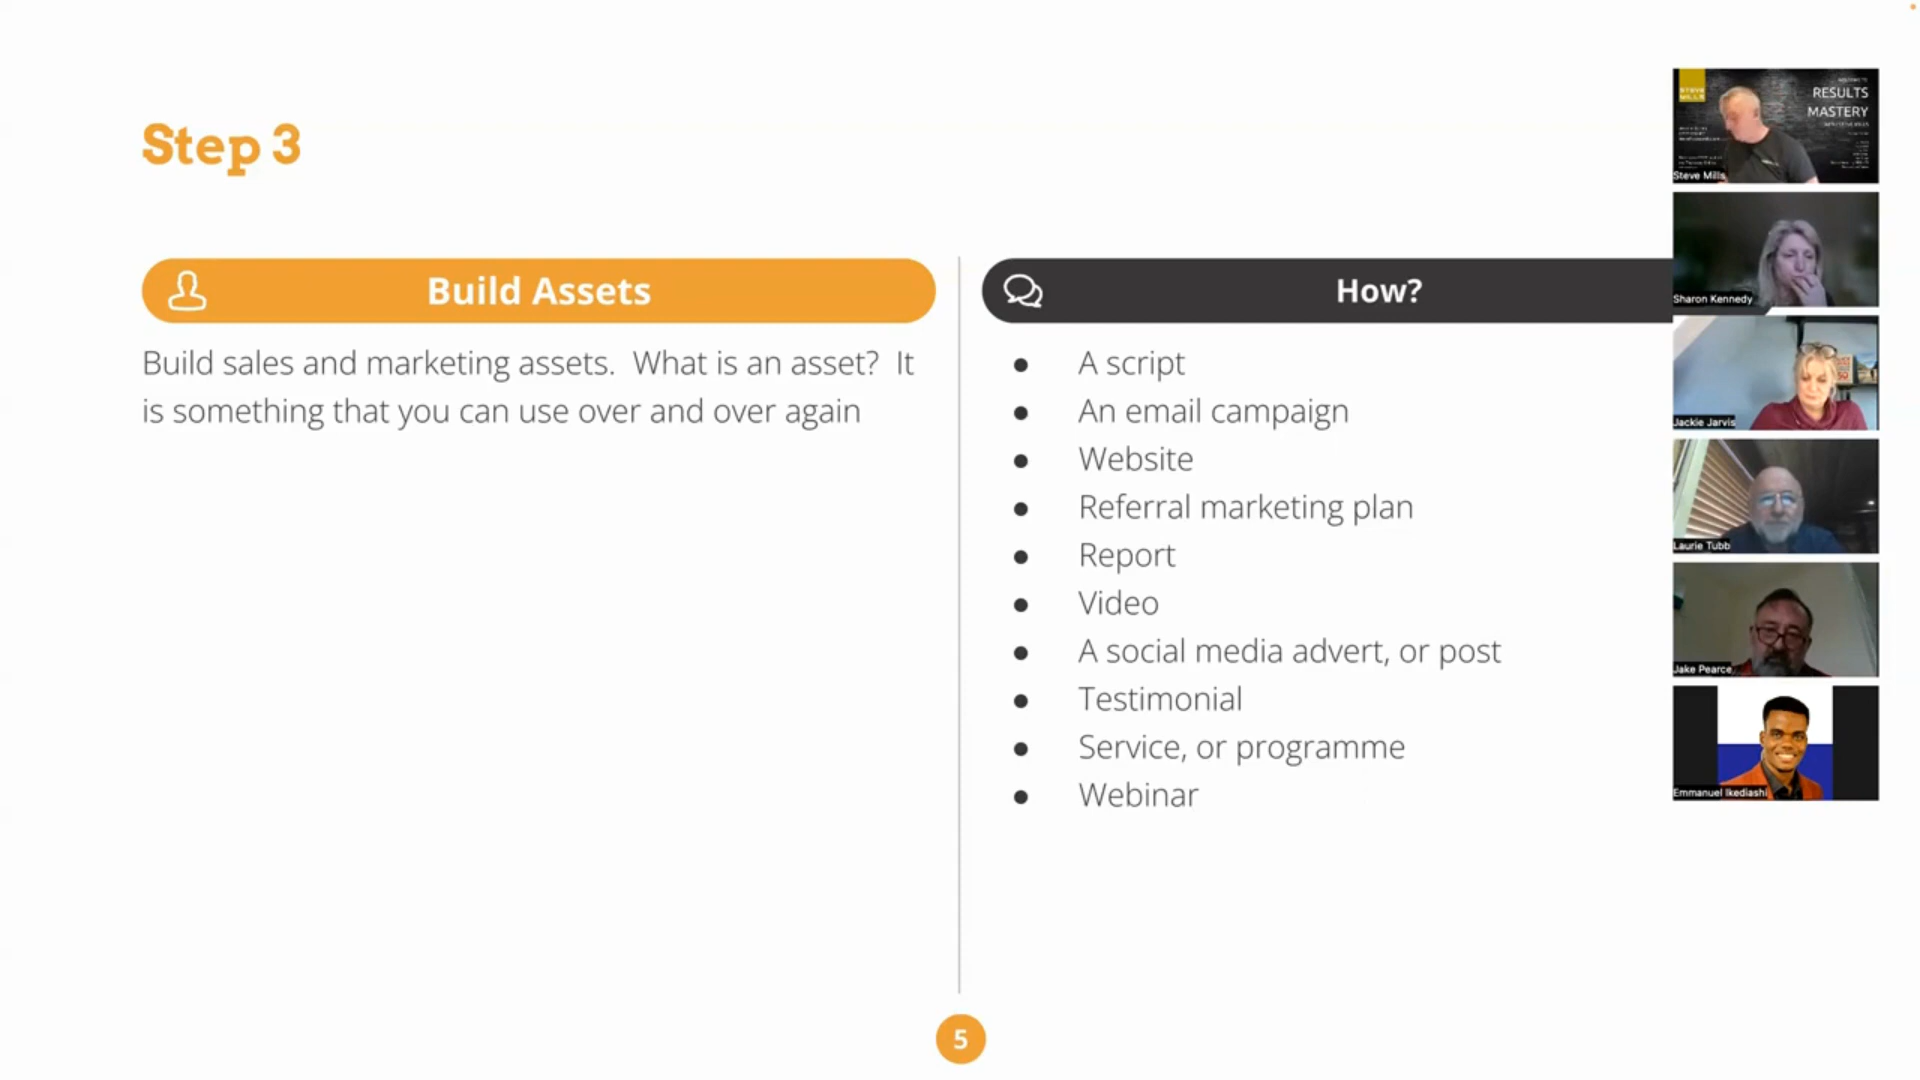 Step 3
Build Assets
Build sales and marketing assets.  What is an asset?  It
is something that you can use over and over again
How?
● A script
● An email campaign
● Website
● Referral marketing plan
● Report
● Video
● A social media advert, or post
● Testimonial
● Service, or programme
● Webinar
5
STEVE
MILLS
RESULTS
MASTERY
Steve Mills
Sharon Kennedy
Jackie Jarvis
Laurie Tubb
Jake Pearce
Emmanuel Ikediashi